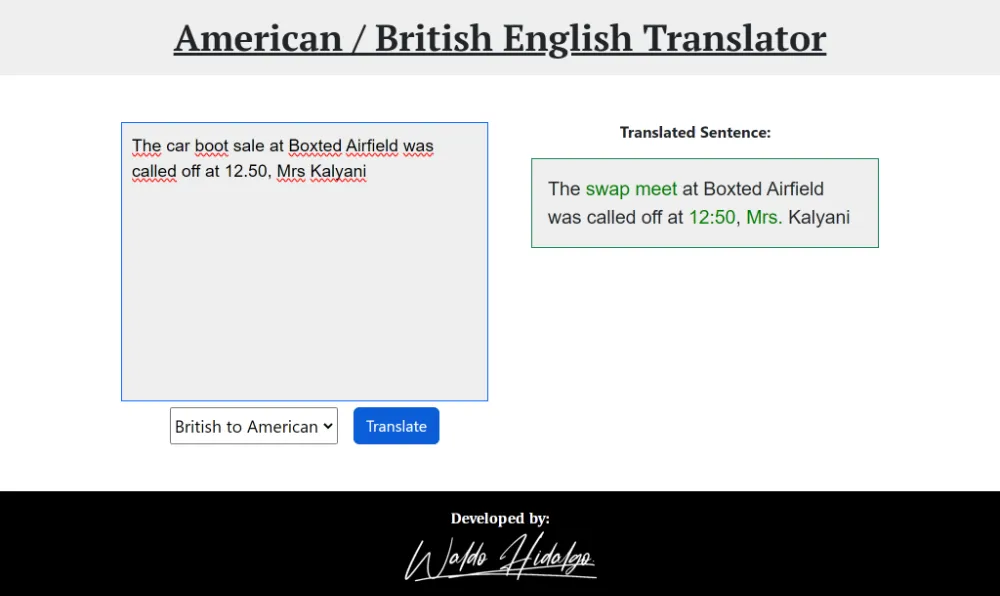 American / British English Translator
The car boot sale at Boxted Airfield was
called off at 12.50, Mrs Kalyani
British to American
Translate
Translated Sentence:
The swap meet at Boxted Airfield
was called off at 12:50, Mrs. Kalyani
Developed by:
Waldo Hidalgo.